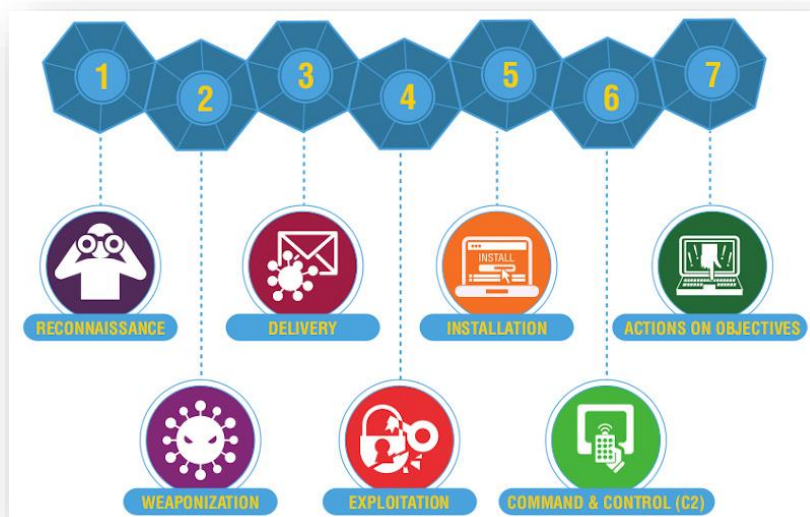 1
2
3
4
5
6
7
INSTALL
RECONNAISSANCE
DELIVERY
INSTALLATION
ACTIONS ON OBJECTIVES
WEAPONIZATION
EXPLOITATION
COMMAND & CONTROL (C2)